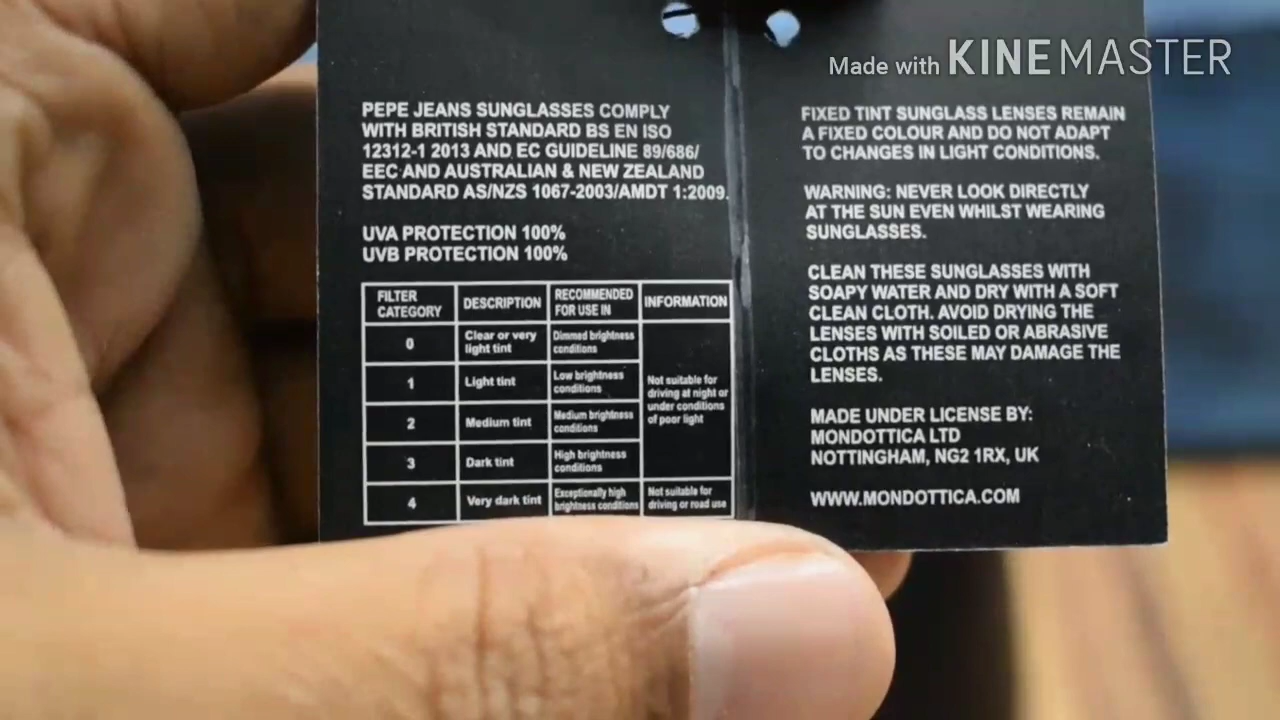 Made with KINEMASTER
PEPE JEANS SUNGLASSES COMPLY
WITH BRITISH STANDARD BS EN ISO
12312-1 2013 AND EC GUIDELINE 89/686/
EEC AND AUSTRALIAN & NEW ZEALAND
STANDARD AS/NZS 1067-2003/AMDT 1:2009.
UVA PROTECTION 100%
UVB PROTECTION 100%
FILTER
CATEGORY
DESCRIPTION
RECOMMENDED
FOR USE IN
INFORMATION
0
Clear or very
light tint
Dimmed brightness
conditions
1
Light tint
Low brightness
conditions
2
Medium tint
Medium brightness
conditions
3
Dark tint
High brightness
conditions
Not suitable for
driving at night or
under conditions
of poor light
4
Very dark tint
Exceptionally high
brightness conditions
Not suitable for
driving or road use
FIXED TINT SUNGLASS LENSES REMAIN
A FIXED COLOUR AND DO NOT ADAPT
TO CHANGES IN LIGHT CONDITIONS.
WARNING: NEVER LOOK DIRECTLY
AT THE SUN EVEN WHILST WEARING
SUNGLASSES.
CLEAN THESE SUNGLASSES WITH
SOAPY WATER AND DRY WITH A SOFT
CLEAN CLOTH. AVOID DRYING THE
LENSES WITH SOILED OR ABRASIVE
CLOTHS AS THESE MAY DAMAGE THE
LENSES.
MADE UNDER LICENSE BY:
MONDOTTICA LTD
NOTTINGHAM, NG2 1RX, UK
WWW.MONDOTTICA.COM